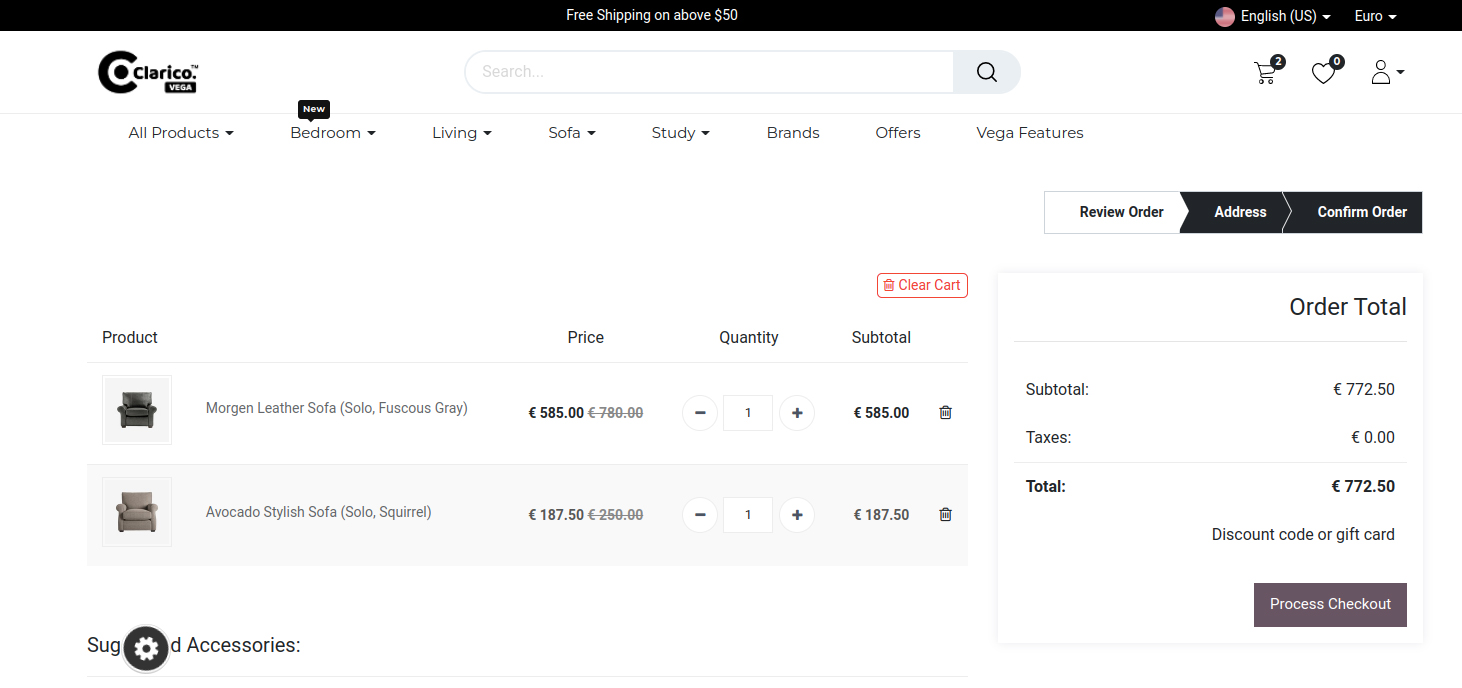 Free Shipping on above $50
English (US)
Euro
Clarico.™
VEGA
Search...
2
0
New
All Products
Bedroom
Living
Sofa
Study
Brands
Offers
Vega Features
Review Order
Address
Confirm Order
Clear Cart
Product Price Quantity Subtotal
Morgen Leather Sofa (Solo, Fuscous Gray) € 585.00 € 780.00 − 1 + € 585.00
Avocado Stylish Sofa (Solo, Squirrel) € 187.50 € 250.00 − 1 + € 187.50
Order Total
Subtotal: € 772.50
Taxes: € 0.00
Total: € 772.50
Discount code or gift card
Process Checkout
Sug d Accessories: